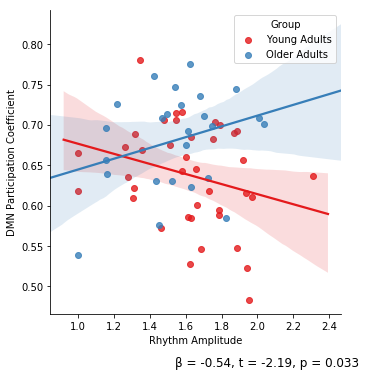 Group
Young Adults
Older Adults
DMN Participation Coefficient
0.80
0.75
0.70
0.65
0.60
0.55
0.50
1.0 1.2 1.4 1.6 1.8 2.0 2.2 2.4
Rhythm Amplitude
β = -0.54, t = -2.19, p = 0.033